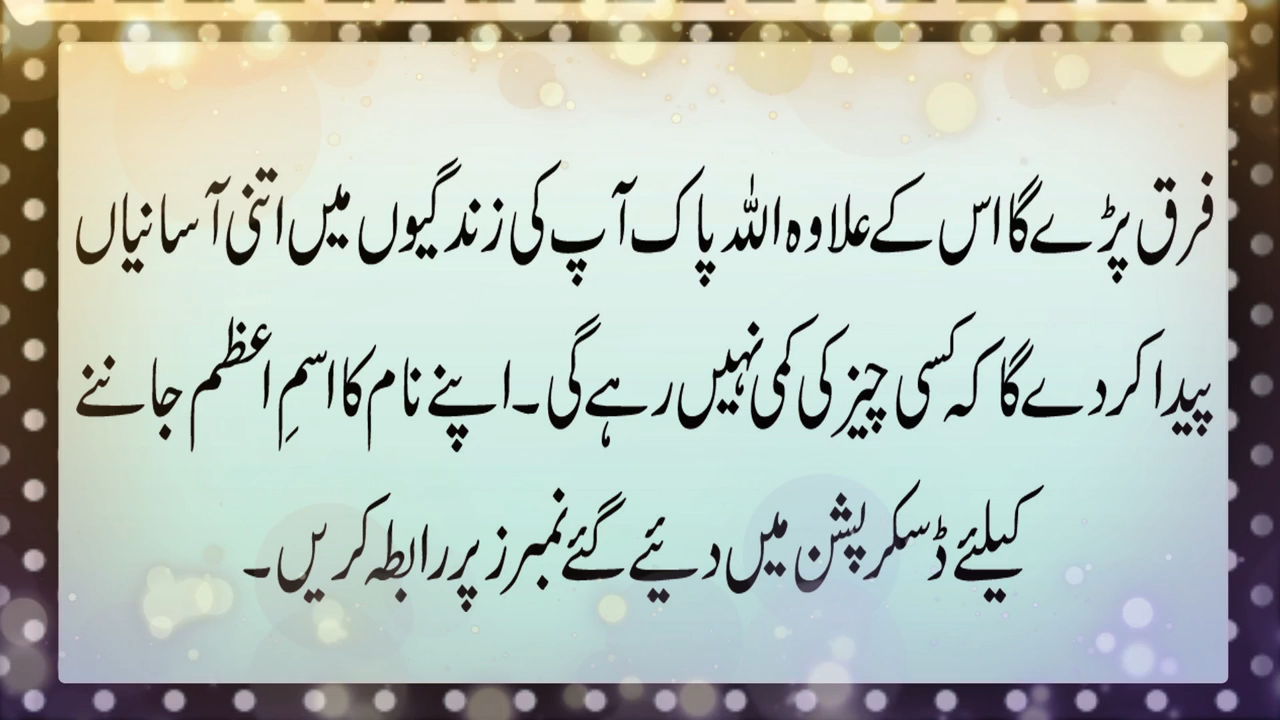 فرق پڑے گا اس کے علاوہ اللہ پاک آپ کی زندگیوں میں اتنی آسانیاں
پیدا کر دے گا کہ کسی چیز کی کمی نہیں رہے گی۔ اپنے نام کا اسمِ اعظم جاننے
کیلئے ڈسکرپشن میں دیئے گئے نمبرز پر رابطہ کریں۔